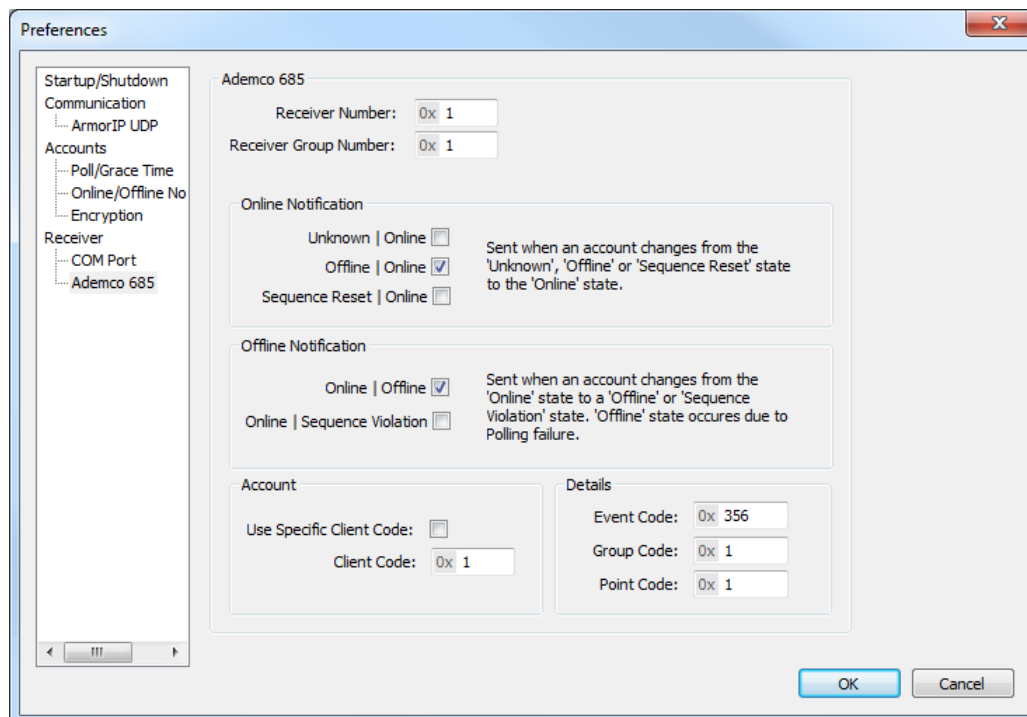 Preferences
Startup/Shutdown
Communication
ArmorIP UDP
Accounts
Poll/Grace Time
Online/Offline No
Encryption
Receiver
COM Port
Ademco 685
Ademco 685
Receiver Number: 0x 1
Receiver Group Number: 0x 1
Online Notification
Unknown | Online
Offline | Online
Sequence Reset | Online
Sent when an account changes from the
'Unknown', 'Offline' or 'Sequence Reset' state
to the 'Online' state.
Offline Notification
Online | Offline
Online | Sequence Violation
Sent when an account changes from the
'Online' state to a 'Offline' or 'Sequence
Violation' state. 'Offline' state occures due to
Polling failure.
Account
Use Specific Client Code:
Client Code: 0x 1
Details
Event Code: 0x 356
Group Code: 0x 1
Point Code: 0x 1
OK
Cancel